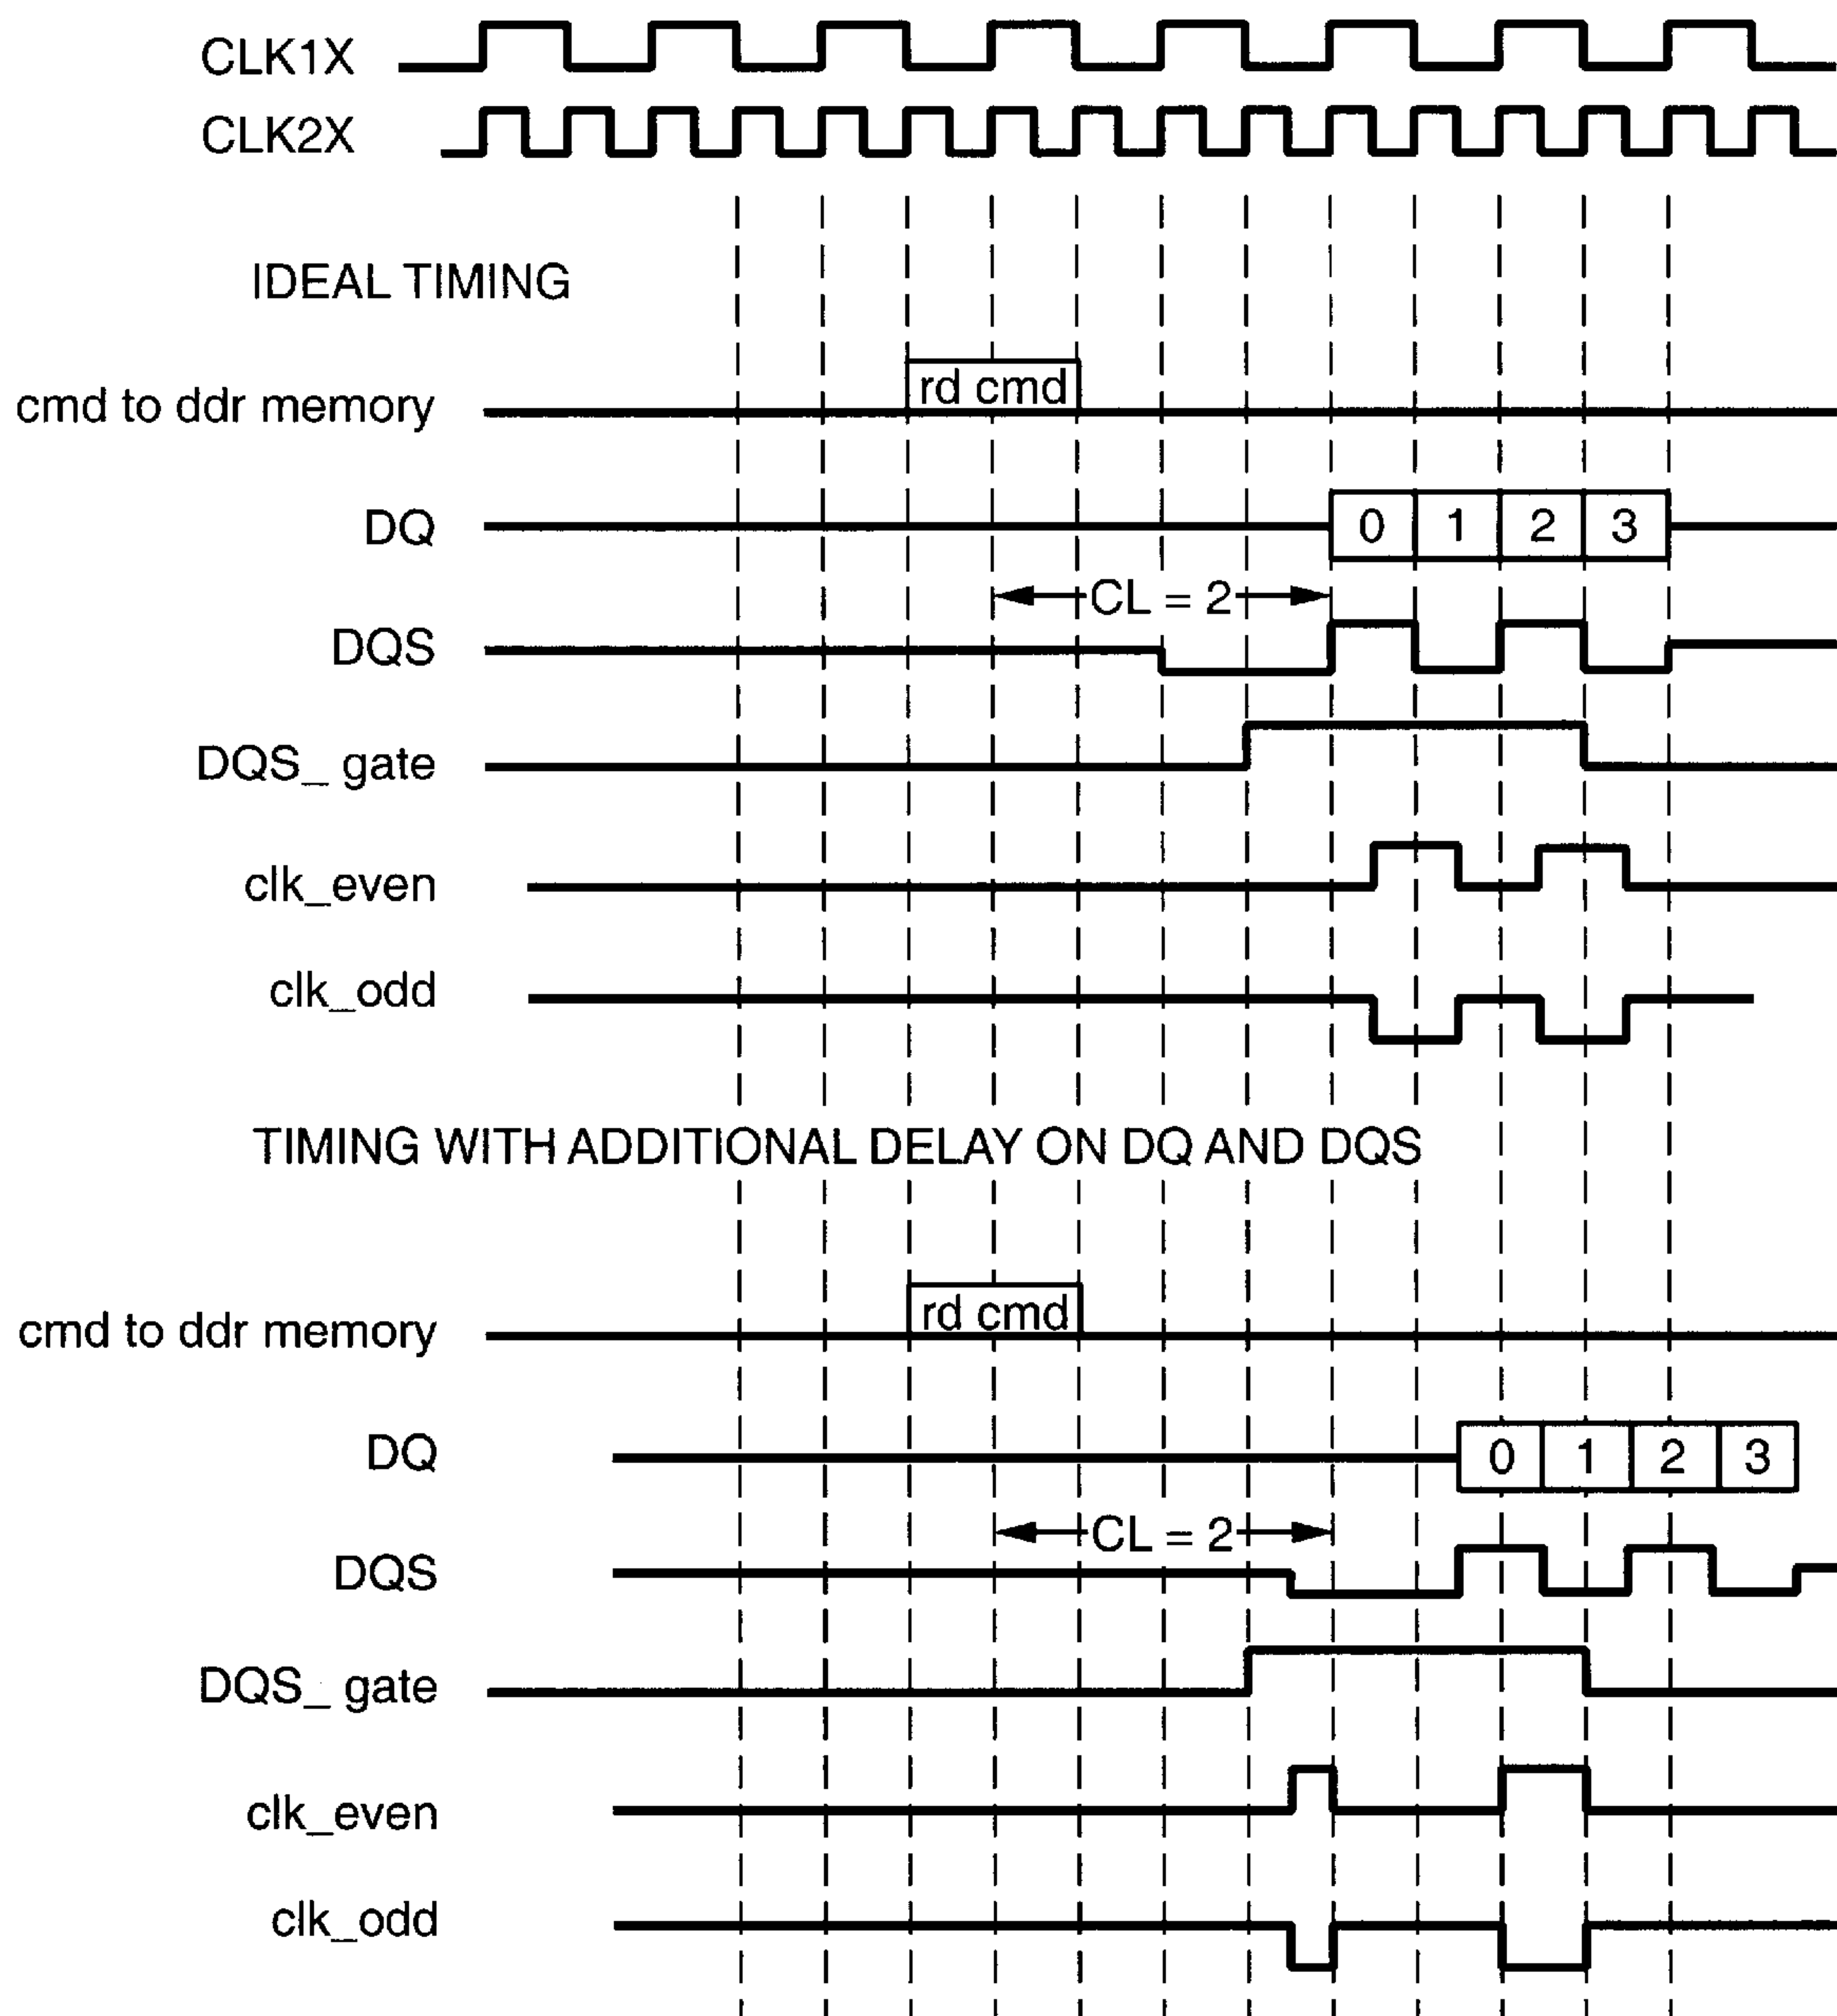 CLK1X
CLK2X
IDEAL TIMING
cmd to ddr memory
rd cmd
DQ
0 1 2 3
CL = 2
DQS
DQS_ gate
clk_even
clk_odd
TIMING WITH ADDITIONAL DELAY ON DQ AND DQS
cmd to ddr memory
rd cmd
DQ
0 1 2 3
CL = 2
DQS
DQS_ gate
clk_even
clk_odd